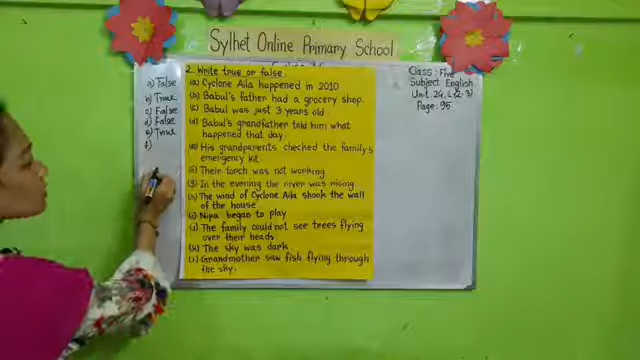 Sylhet Online Primary School
a) False
b) True
c) False
d) False
e) True
f)
2. Write true or false.
(a) Cyclone Aila happened in 2010
(b) Babul's father had a grocery shop.
(c) Babul was just 3 years old
(d) Babul's grandfather told him what
happened that day.
(e) His grandparents checked the family's
emergency kit.
(f) Their torch was not working
(g) In the evening the river was rising.
(h) The wind of Cyclone Aila shook the wall
of the house
(i) Nipa began to play
(j) The family could not see trees flying
over their heads.
(k) The sky was dark.
(l) Grandmother saw fish flying through
the sky.
Class: Five
Subject: English
Unit: 24, L(2-3)
Page: 95